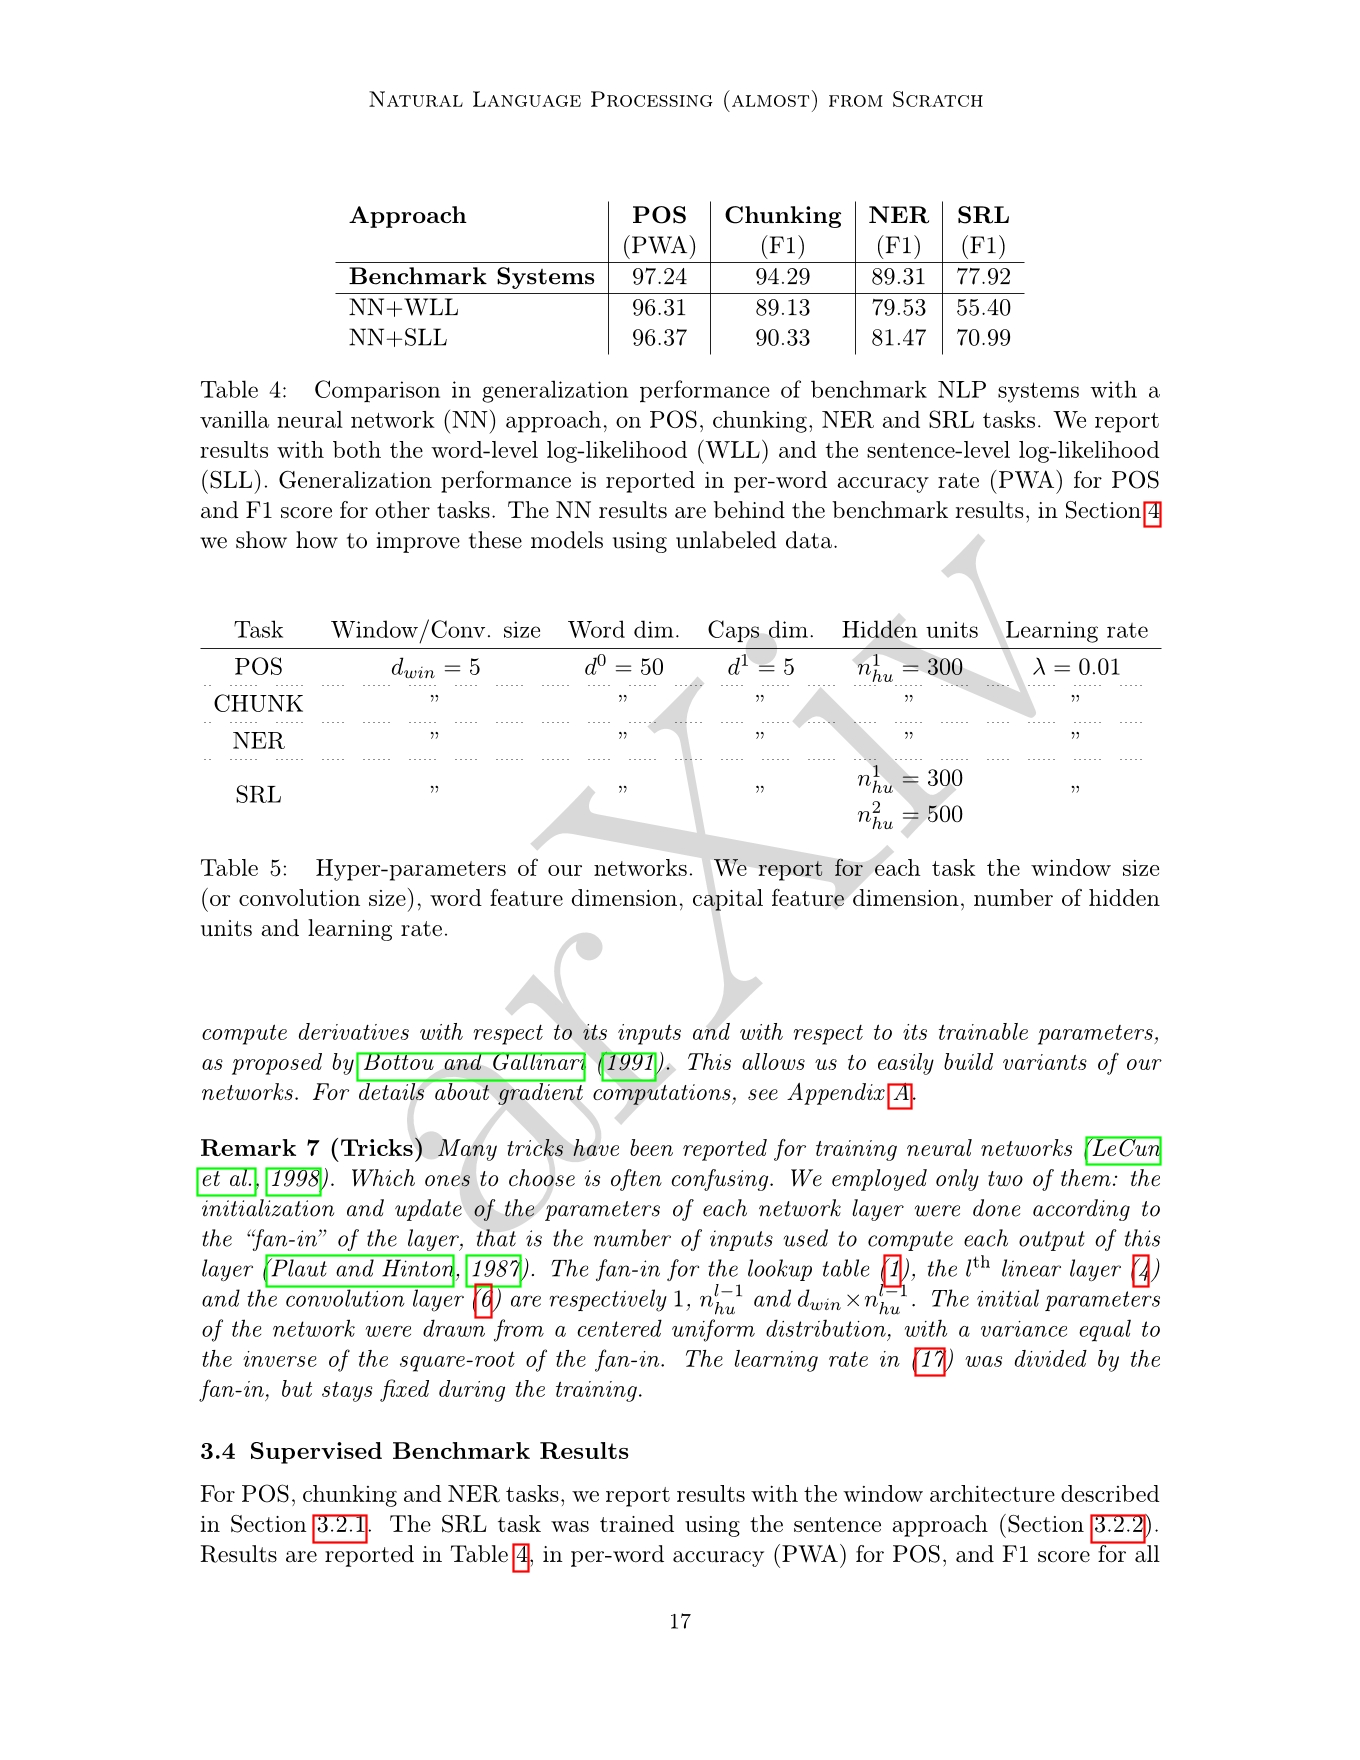 Natural Language Processing (almost) from Scratch
Approach POS Chunking NER SRL
(PWA) (F1) (F1) (F1)
Benchmark Systems 97.24 94.29 89.31 77.92
NN+WLL 96.31 89.13 79.53 55.40
NN+SLL 96.37 90.33 81.47 70.99
Table 4: Comparison in generalization performance of benchmark NLP systems with a
vanilla neural network (NN) approach, on POS, chunking, NER and SRL tasks. We report
results with both the word-level log-likelihood (WLL) and the sentence-level log-likelihood
(SLL). Generalization performance is reported in per-word accuracy rate (PWA) for POS
and F1 score for other tasks. The NN results are behind the benchmark results, in Section 4
we show how to improve these models using unlabeled data.
Task Window/Conv. size Word dim. Caps dim. Hidden units Learning rate
POS d_win = 5 d^0 = 50 d^1 = 5 n^1_hu = 300 λ = 0.01
CHUNK ” ” ” ” ”
NER ” ” ” ” ”
SRL ” ” ” n^1_hu = 300 ”
n^2_hu = 500
Table 5: Hyper-parameters of our networks. We report for each task the window size
(or convolution size), word feature dimension, capital feature dimension, number of hidden
units and learning rate.
compute derivatives with respect to its inputs and with respect to its trainable parameters,
as proposed by Bottou and Gallinari (1991). This allows us to easily build variants of our
networks. For details about gradient computations, see Appendix A.
Remark 7 (Tricks) Many tricks have been reported for training neural networks (LeCun
et al., 1998). Which ones to choose is often confusing. We employed only two of them: the
initialization and update of the parameters of each network layer were done according to
the “fan-in” of the layer, that is the number of inputs used to compute each output of this
layer (Plaut and Hinton, 1987). The fan-in for the lookup table (1), the l^th linear layer (4)
and the convolution layer (6) are respectively 1, n^{l−1}_hu and d_win×n^{l−1}_hu. The initial parameters
of the network were drawn from a centered uniform distribution, with a variance equal to
the inverse of the square-root of the fan-in. The learning rate in (17) was divided by the
fan-in, but stays fixed during the training.
3.4 Supervised Benchmark Results
For POS, chunking and NER tasks, we report results with the window architecture described
in Section 3.2.1. The SRL task was trained using the sentence approach (Section 3.2.2).
Results are reported in Table 4, in per-word accuracy (PWA) for POS, and F1 score for all
17
arXiv